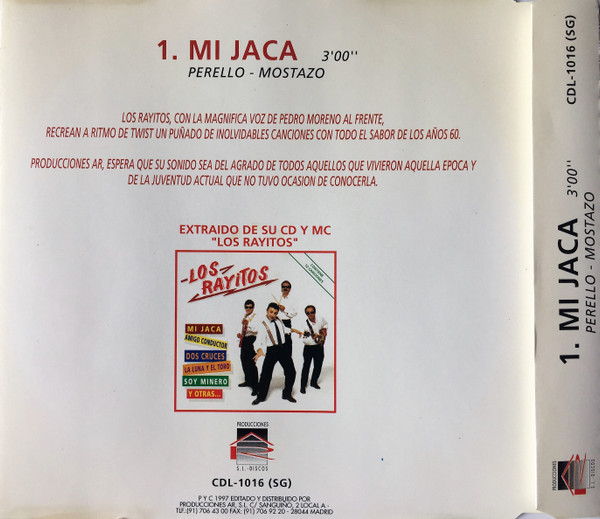 1. MI JACA 3'00''
PERELLO - MOSTAZO
LOS RAYITOS, CON LA MAGNIFICA VOZ DE PEDRO MORENO AL FRENTE,
RECREAN A RITMO DE TWIST UN PUÑADO DE INOLVIDABLES CANCIONES CON TODO EL SABOR DE LOS AÑOS 60.
PRODUCCIONES AR, ESPERA QUE SU SONIDO SEA DEL AGRADO DE TODOS AQUELLOS QUE VIVIERON AQUELLA EPOCA Y
DE LA JUVENTUD ACTUAL QUE NO TUVO OCASION DE CONOCERLA.
EXTRAIDO DE SU CD Y MC
"LOS RAYITOS"
LOS
RAYITOS
MI JACA
AMIGO CONDUCTOR
DOS CRUCES
LA LUNA Y EL TORO
SOY MINERO
Y OTRAS...
PRODUCCIONES
S.L.-DISCOS
CDL-1016 (SG)
P Y C 1997 EDITADO Y DISTRIBUIDO POR
PRODUCCIONES AR, S.L. C/ SANGUINO, 2 LOCAL A -
TLF.(91) 706 43 00 FAX: (91) 706 92 20 - 28044 MADRID
CDL-1016 (SG)
1. MI JACA 3'00''
PERELLO - MOSTAZO
PRODUCCIONES
S.L.-DISCOS